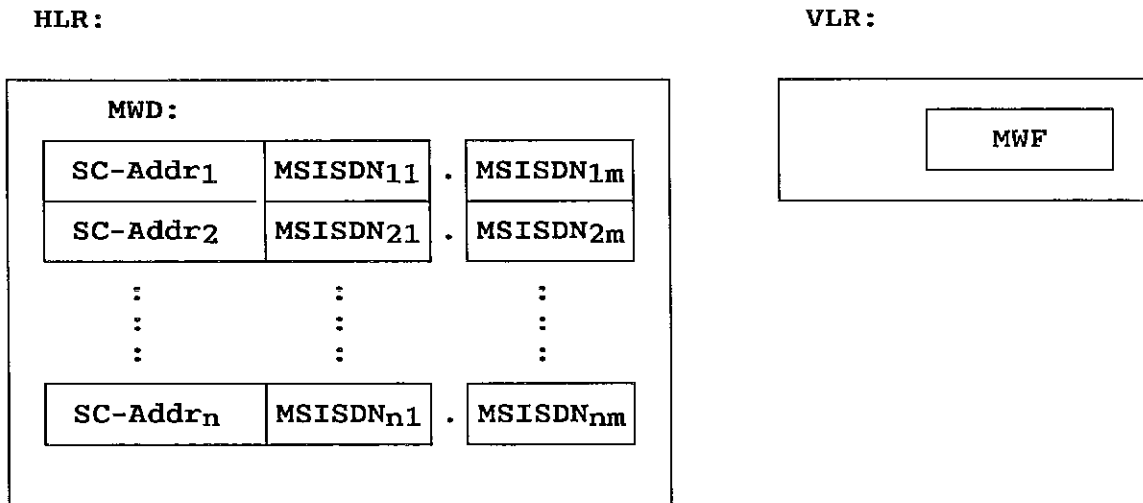 HLR: VLR:
MWD:
MWF
SC-Addr1 MSISDN11 . MSISDN1m
SC-Addr2 MSISDN21 . MSISDN2m
: : :
: : :
: : :
SC-Addrn MSISDNn1 . MSISDNnm